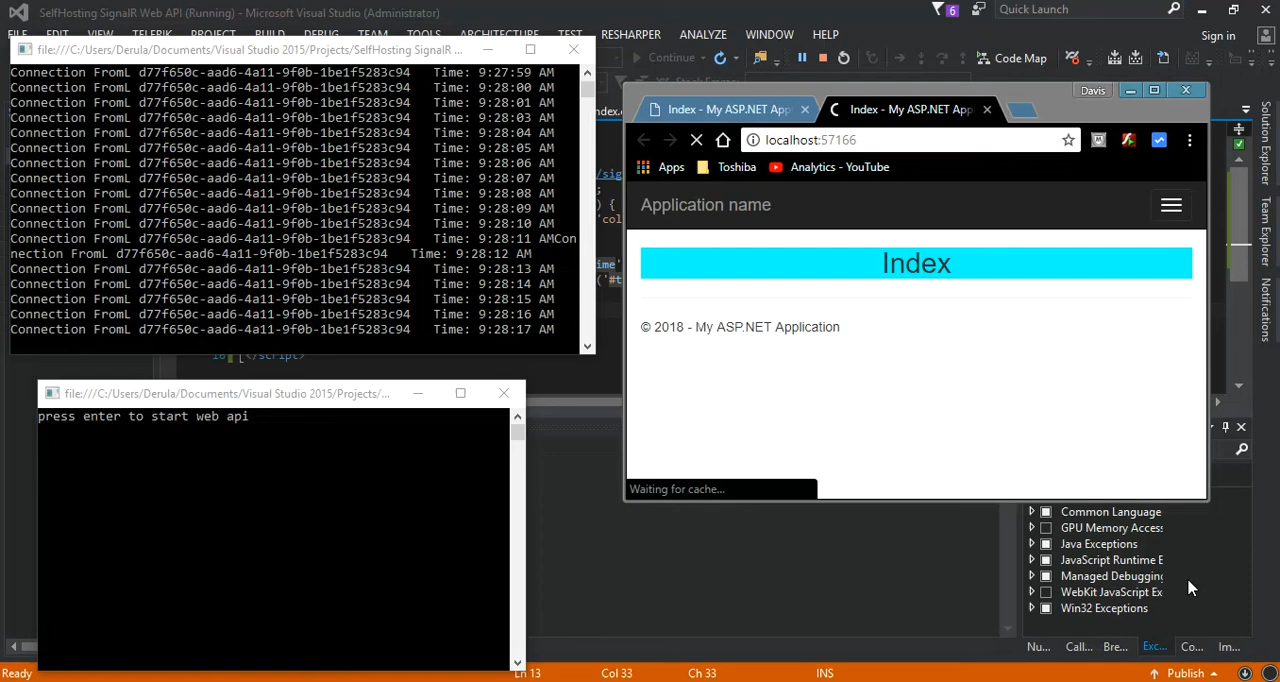 SelfHosting SignalR Web API (Running) - Microsoft Visual Studio (Administrator)
6
Quick Launch
FILE EDIT VIEW TELERIK PROJECT BUILD DEBUG TEAM TOOLS TEST RESHARPER ANALYZE WINDOW HELP
Sign in
Continue
Code Map
file:///C:/Users/Derula/Documents/Visual Studio 2015/Projects/SelfHosting SignalR ...
Connection FromL d77f650c-aad6-4a11-9f0b-1be1f5283c94 Time: 9:27:59 AM
Connection FromL d77f650c-aad6-4a11-9f0b-1be1f5283c94 Time: 9:28:00 AM
Connection FromL d77f650c-aad6-4a11-9f0b-1be1f5283c94 Time: 9:28:01 AM
Connection FromL d77f650c-aad6-4a11-9f0b-1be1f5283c94 Time: 9:28:03 AM
Connection FromL d77f650c-aad6-4a11-9f0b-1be1f5283c94 Time: 9:28:04 AM
Connection FromL d77f650c-aad6-4a11-9f0b-1be1f5283c94 Time: 9:28:05 AM
Connection FromL d77f650c-aad6-4a11-9f0b-1be1f5283c94 Time: 9:28:06 AM
Connection FromL d77f650c-aad6-4a11-9f0b-1be1f5283c94 Time: 9:28:07 AM
Connection FromL d77f650c-aad6-4a11-9f0b-1be1f5283c94 Time: 9:28:08 AM
Connection FromL d77f650c-aad6-4a11-9f0b-1be1f5283c94 Time: 9:28:09 AM
Connection FromL d77f650c-aad6-4a11-9f0b-1be1f5283c94 Time: 9:28:10 AM
Connection FromL d77f650c-aad6-4a11-9f0b-1be1f5283c94 Time: 9:28:11 AMCon
nection FromL d77f650c-aad6-4a11-9f0b-1be1f5283c94 Time: 9:28:12 AM
Connection FromL d77f650c-aad6-4a11-9f0b-1be1f5283c94 Time: 9:28:13 AM
Connection FromL d77f650c-aad6-4a11-9f0b-1be1f5283c94 Time: 9:28:14 AM
Connection FromL d77f650c-aad6-4a11-9f0b-1be1f5283c94 Time: 9:28:15 AM
Connection FromL d77f650c-aad6-4a11-9f0b-1be1f5283c94 Time: 9:28:16 AM
Connection FromL d77f650c-aad6-4a11-9f0b-1be1f5283c94 Time: 9:28:17 AM
[</script>
file:///C:/Users/Derula/Documents/Visual Studio 2015/Projects/...
press enter to start web api
Davis
Index - My ASP.NET App
Index - My ASP.NET App
localhost:57166
Apps Toshiba Analytics - YouTube
Application name
Index
© 2018 - My ASP.NET Application
Waiting for cache...
Solution Explorer
Team Explorer
Notifications
Common Language
GPU Memory Access
Java Exceptions
JavaScript Runtime E
Managed Debugging
WebKit JavaScript Ex
Win32 Exceptions
Nu... Call... Bre... Exc... Co... Im...
Ready
Ln 13 Col 33 Ch 33 INS
Publish